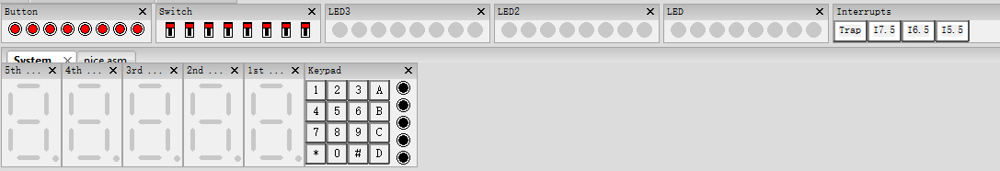 Button Switch LED3 LED2 LED Interrupts
Trap I7.5 I6.5 I5.5
System nice.asm
5th ... 4th ... 3rd ... 2nd ... 1st ... Keypad
1 2 3 A
4 5 6 B
7 8 9 C
* 0 # D